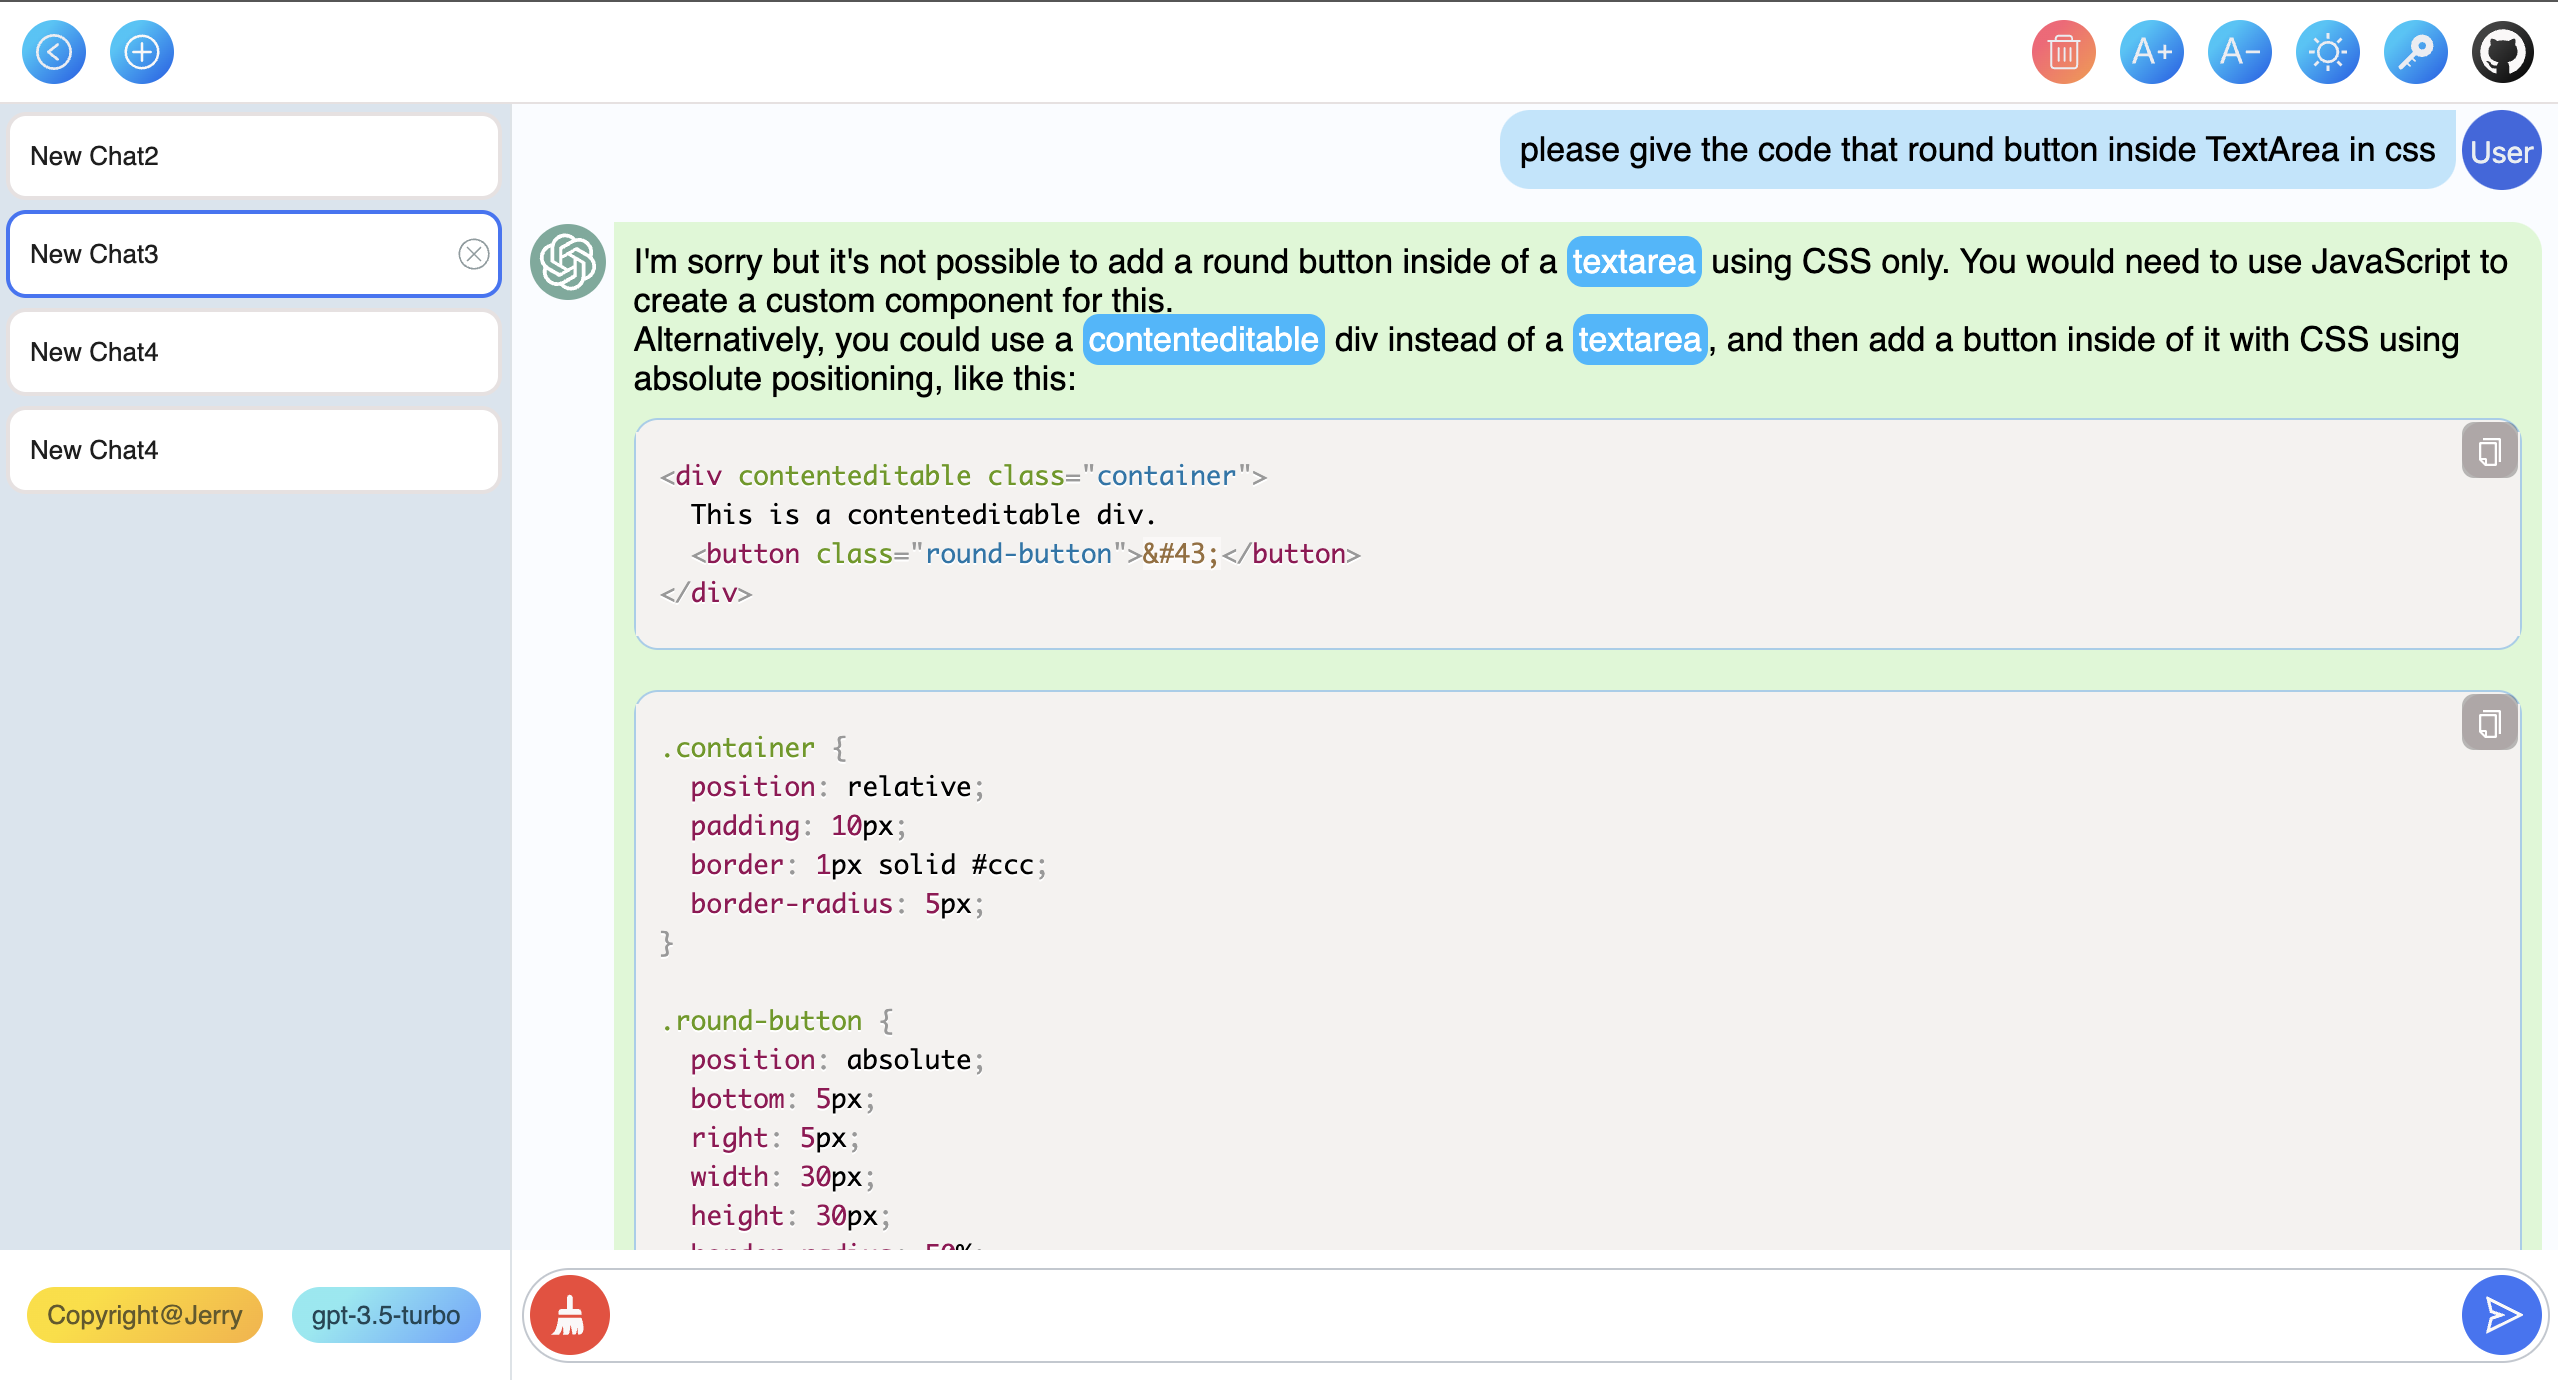 A+
A-
New Chat2
New Chat3
New Chat4
New Chat4
please give the code that round button inside TextArea in css
User
I'm sorry but it's not possible to add a round button inside of a textarea using CSS only. You would need to use JavaScript to
create a custom component for this.
Alternatively, you could use a contenteditable div instead of a textarea, and then add a button inside of it with CSS using
absolute positioning, like this:
<div contenteditable class="container">
  This is a contenteditable div.
  <button class="round-button">&#43;</button>
</div>
.container {
  position: relative;
  padding: 10px;
  border: 1px solid #ccc;
  border-radius: 5px;
}
.round-button {
  position: absolute;
  bottom: 5px;
  right: 5px;
  width: 30px;
  height: 30px;
  border-radius: 50%;
Copyright@Jerry
gpt-3.5-turbo